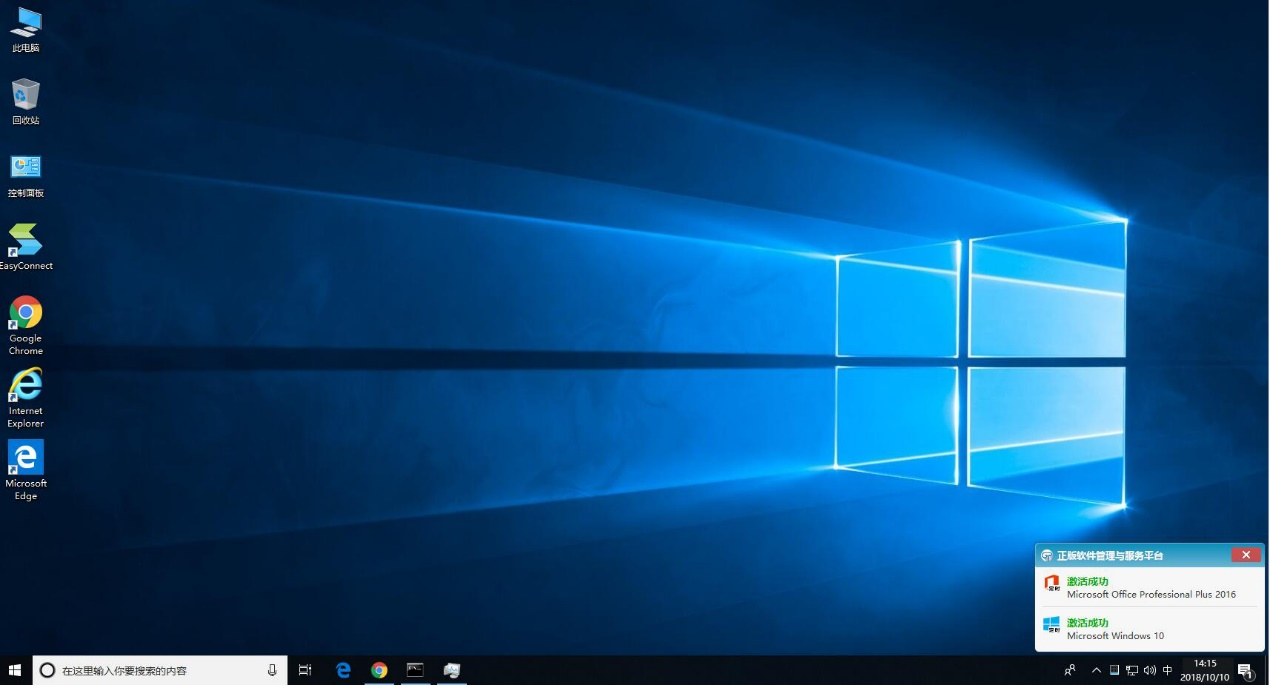 此电脑
回收站
控制面板
EasyConnect
Google
Chrome
Internet
Explorer
Microsoft
Edge
正版软件管理与服务平台
激活成功
Microsoft Office Professional Plus 2016
激活成功
Microsoft Windows 10
在这里输入你要搜索的内容
中
14:15
2018/10/10
1